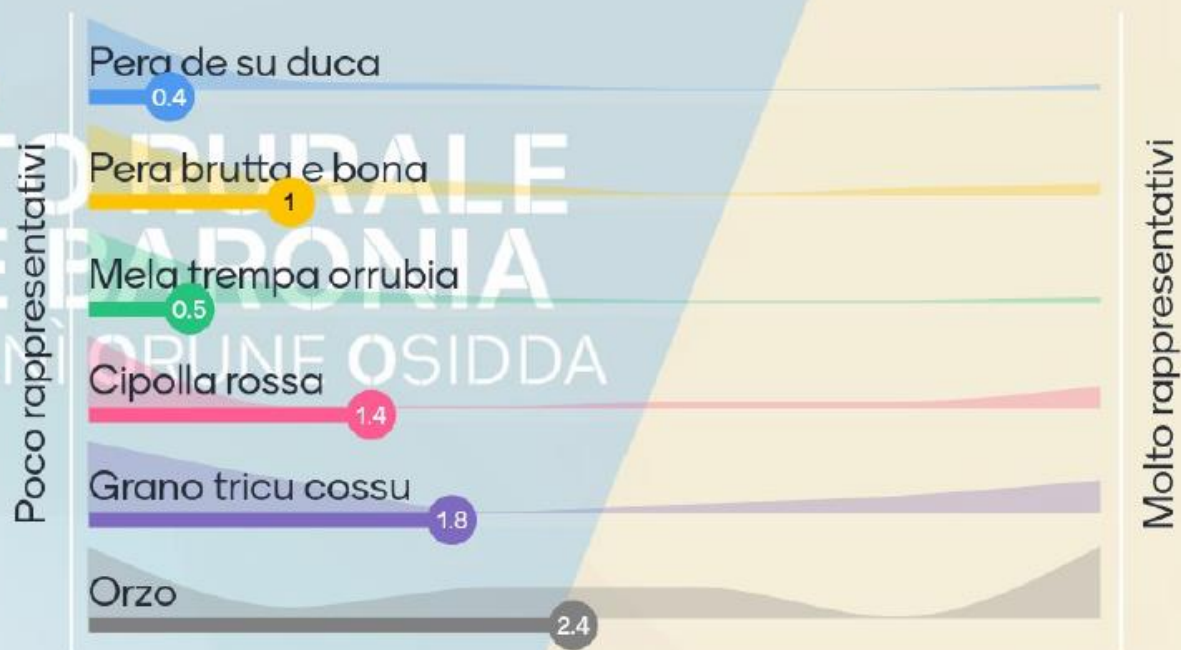 Poco rappresentativi
Pera de su duca
0.4
Pera brutta e bona
1
Mela trempa orrubia
0.5
Cipolla rossa
1.4
Grano tricu cossu
1.8
Orzo
2.4
Molto rappresentativi
RURALE
BARONIA
ORUNE OSIDDA